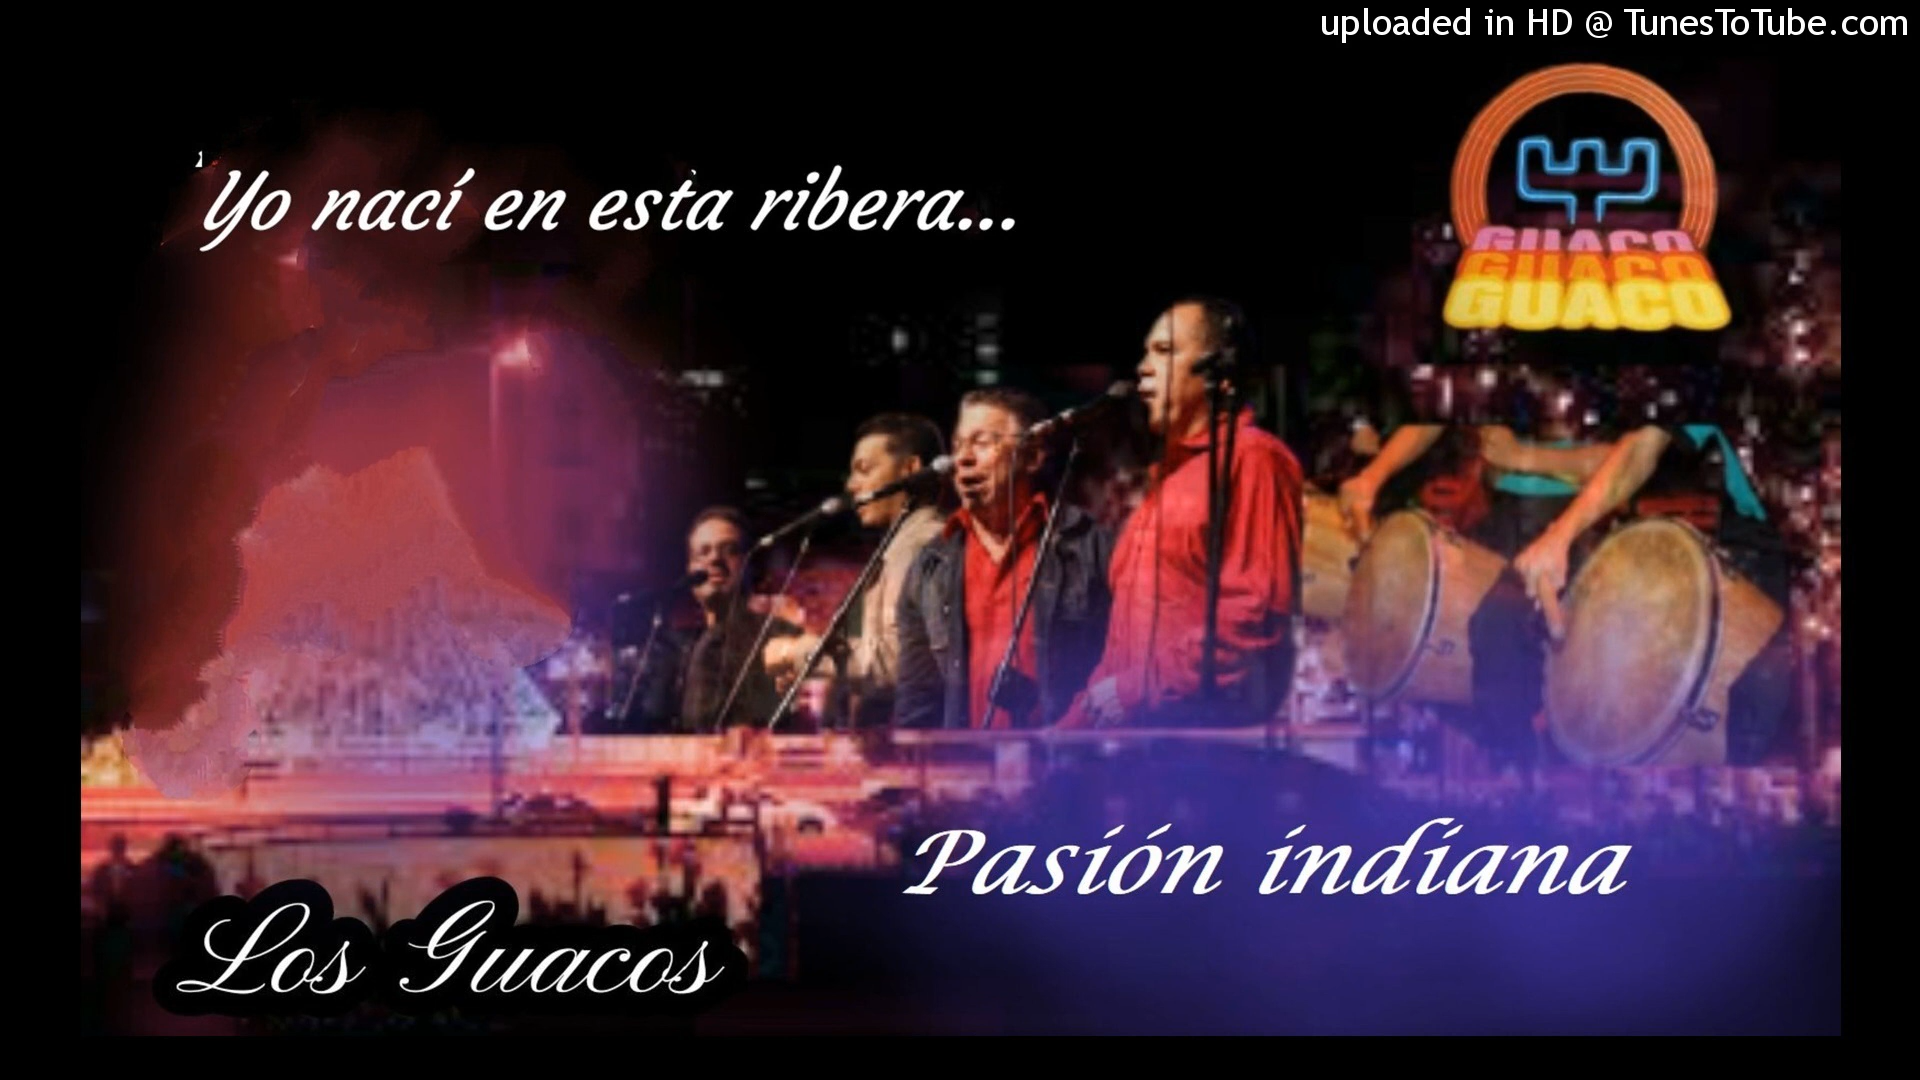 uploaded in HD @ TunesToTube.com
Yo nací en esta ribera...
GUACO
GUACO
GUACO
Pasión indiana
Los Guacos